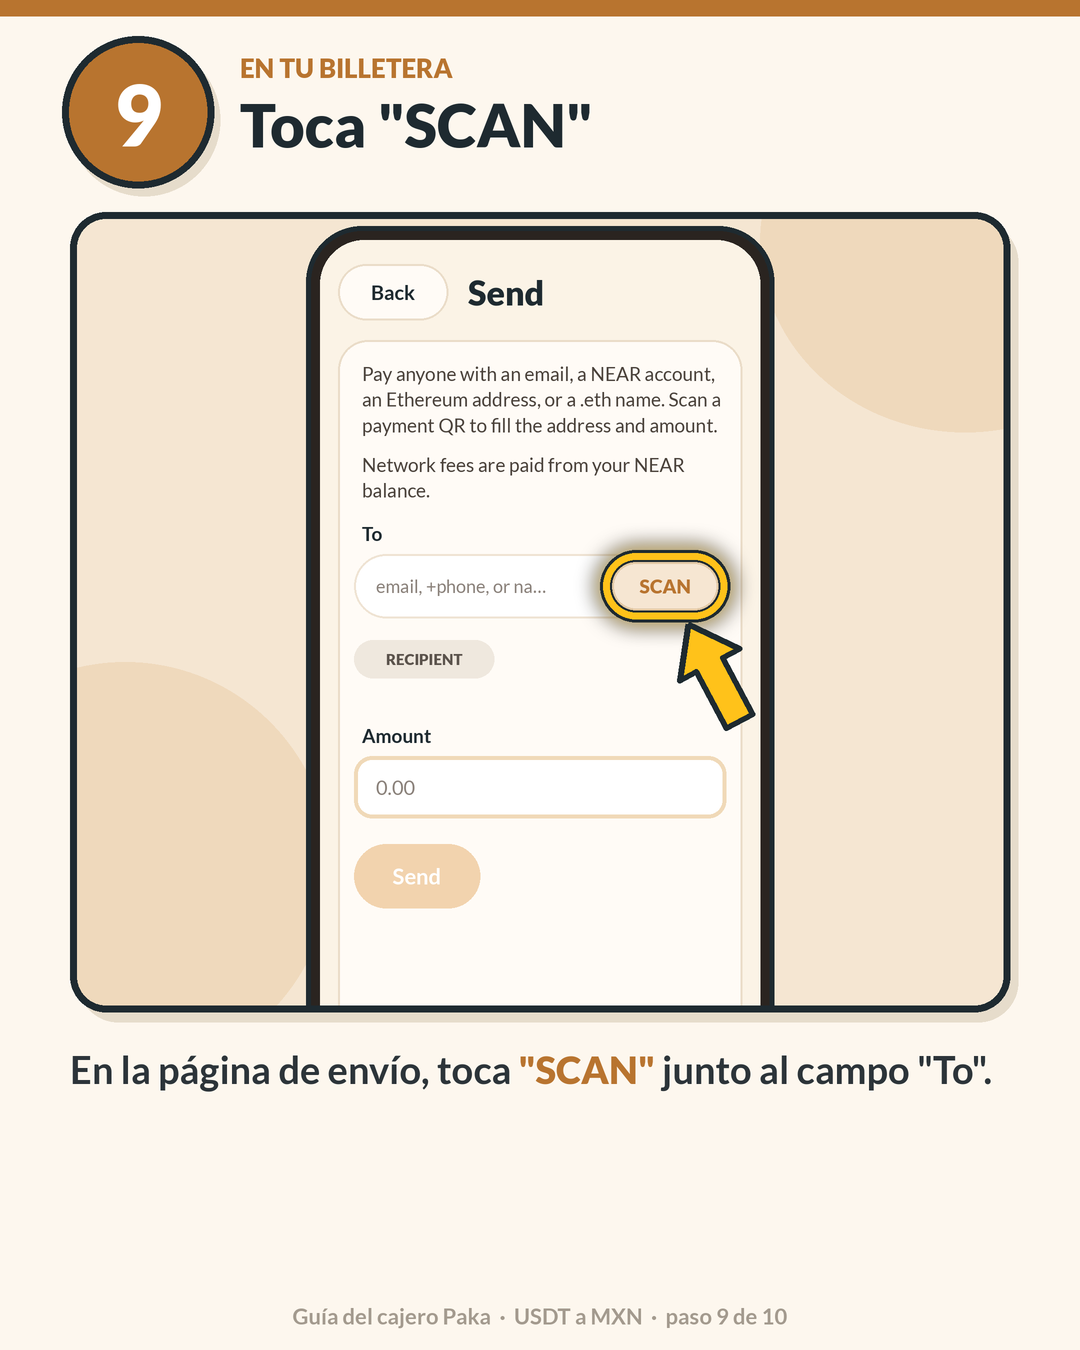 9
EN TU BILLETERA
Toca "SCAN"
Back
Send
Pay anyone with an email, a NEAR account,
an Ethereum address, or a .eth name. Scan a
payment QR to fill the address and amount.
Network fees are paid from your NEAR
balance.
To
email, +phone, or na...
SCAN
RECIPIENT
Amount
0.00
Send
En la página de envío, toca "SCAN" junto al campo "To".
Guía del cajero Paka · USDT a MXN · paso 9 de 10